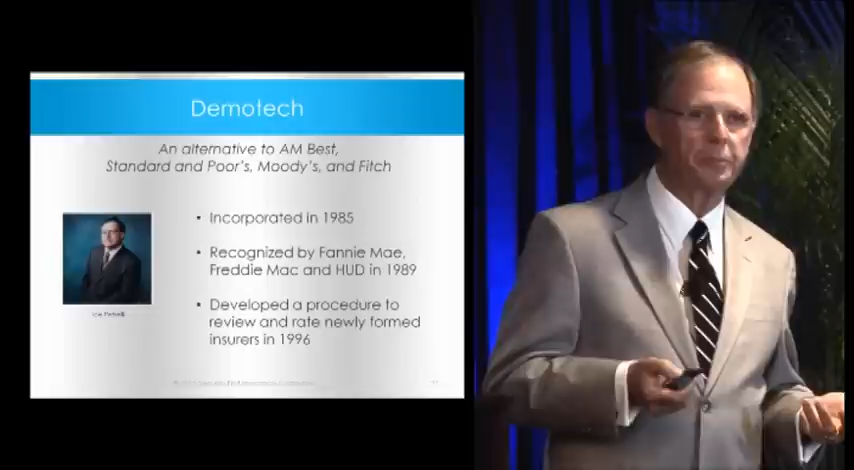 Demotech
An alternative to AM Best,
Standard and Poor's, Moody's, and Fitch
• Incorporated in 1985
• Recognized by Fannie Mae,
Freddie Mac and HUD in 1989
• Developed a procedure to
review and rate newly formed
insurers in 1996